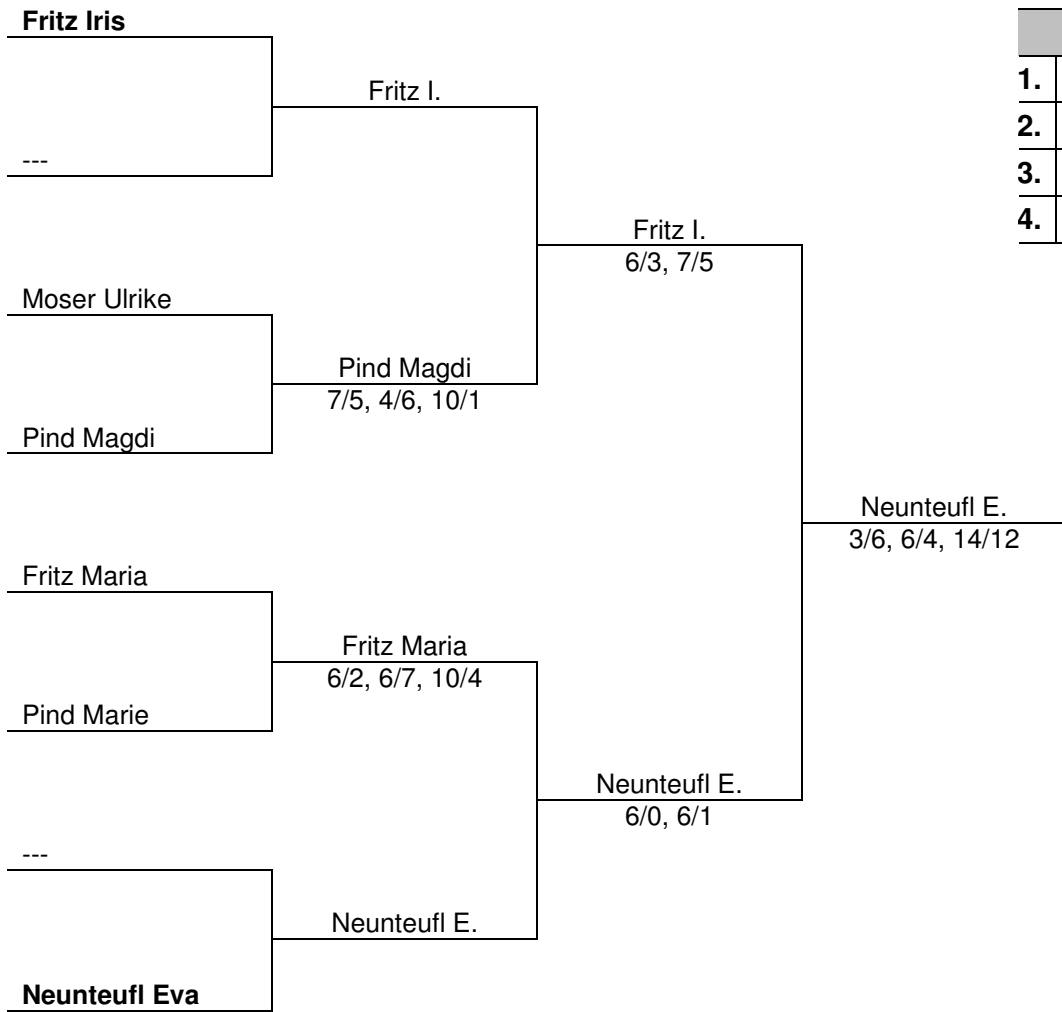 Fritz Iris
1.
Fritz I.
2.
---
3.
4.
Fritz I.
6/3, 7/5
Moser Ulrike
Pind Magdi
7/5, 4/6, 10/1
Pind Magdi
Neunteufl E.
3/6, 6/4, 14/12
Fritz Maria
Fritz Maria
6/2, 6/7, 10/4
Pind Marie
Neunteufl E.
6/0, 6/1
---
Neunteufl E.
Neunteufl Eva